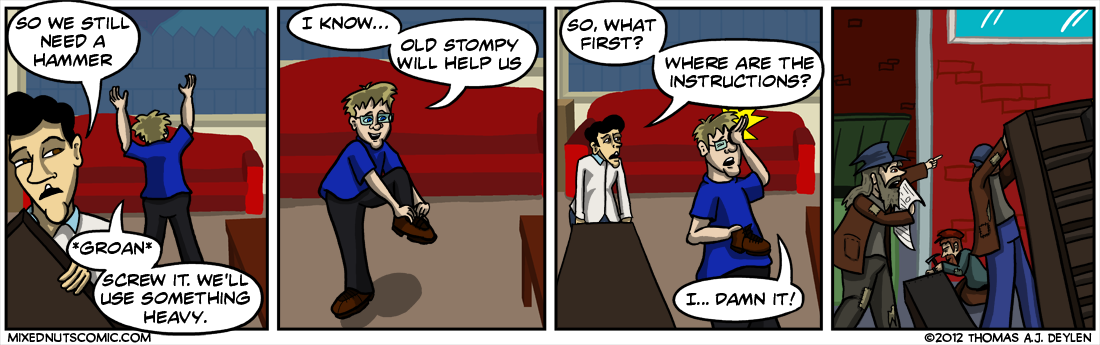 SO WE STILL
NEED A
HAMMER
*GROAN*
SCREW IT. WE'LL
USE SOMETHING
HEAVY.
I KNOW...
OLD STOMPY
WILL HELP US
SO, WHAT
FIRST?
WHERE ARE THE
INSTRUCTIONS?
I... DAMN IT!
MIXEDNUTSCOMIC.COM
©2012 THOMAS A.J. DEYLEN